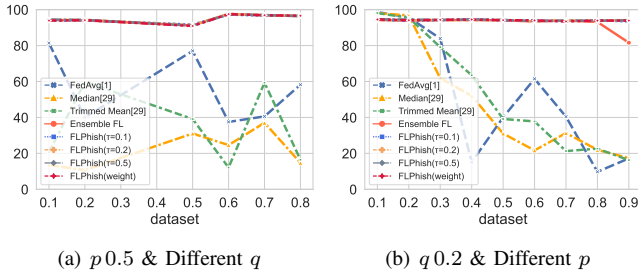 100
80
60
40
20
0
FedAvg[1]
Median[29]
Trimmed Mean[29]
Ensemble FL
FLPhish(τ=0.1)
FLPhish(τ=0.2)
FLPhish(τ=0.5)
FLPhish(weight)
0.1 0.2 0.3 0.4 0.5 0.6 0.7 0.8
dataset
(a) p 0.5 & Different q
100
80
60
40
20
0
FedAvg[1]
Median[29]
Trimmed Mean[29]
Ensemble FL
FLPhish(τ=0.1)
FLPhish(τ=0.2)
FLPhish(τ=0.5)
FLPhish(weight)
0.1 0.2 0.3 0.4 0.5 0.6 0.7 0.8 0.9
dataset
(b) q 0.2 & Different p